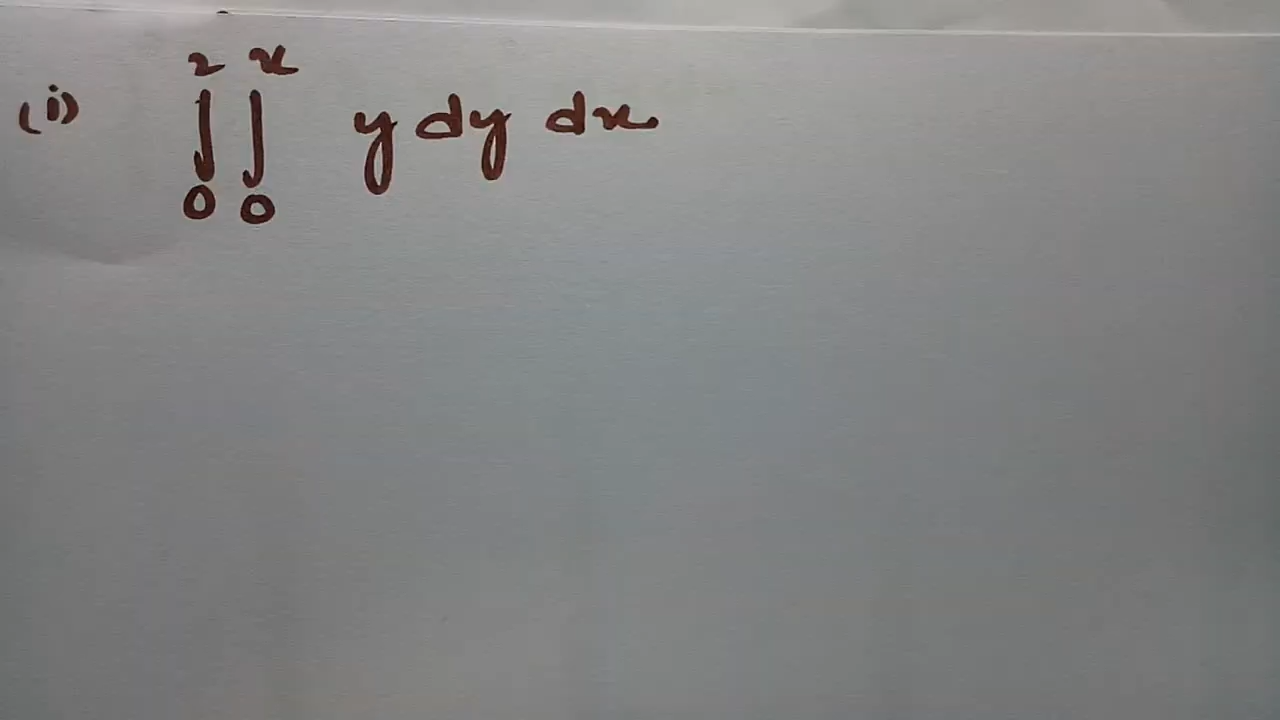 (i) ∫₀² ∫₀ˣ y dy dx